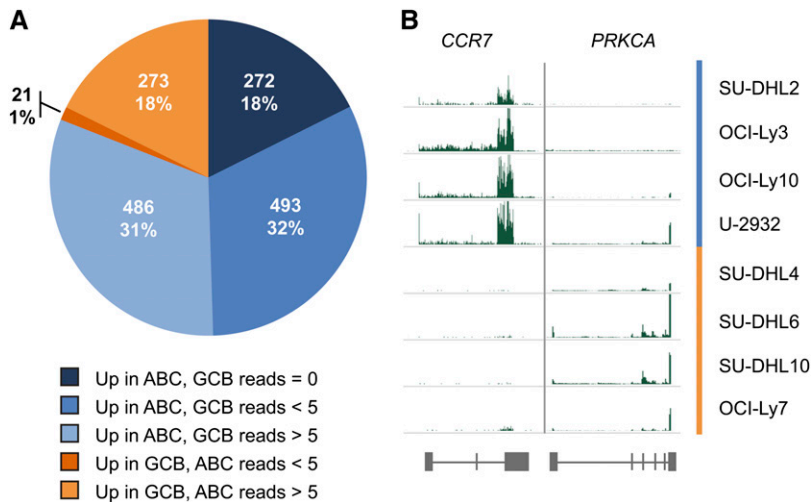 A
273
18%
272
18%
21
1%
486
31%
493
32%
Up in ABC, GCB reads = 0
Up in ABC, GCB reads < 5
Up in ABC, GCB reads > 5
Up in GCB, ABC reads < 5
Up in GCB, ABC reads > 5
B
CCR7 PRKCA
SU-DHL2
OCI-Ly3
OCI-Ly10
U-2932
SU-DHL4
SU-DHL6
SU-DHL10
OCI-Ly7